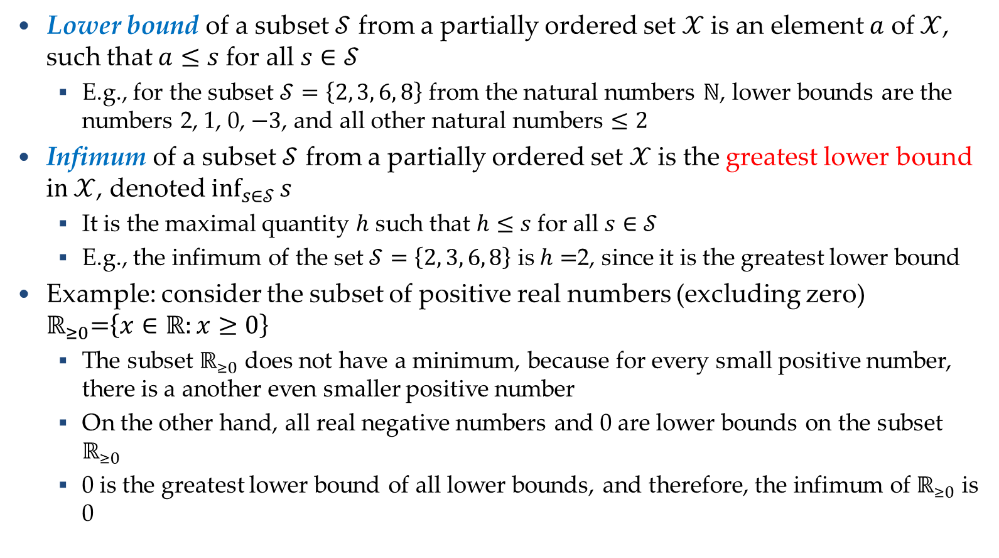 • Lower bound of a subset 𝒮 from a partially ordered set 𝒳 is an element a of 𝒳,
such that a ≤ s for all s ∈ 𝒮
▪ E.g., for the subset 𝒮 = {2, 3, 6, 8} from the natural numbers ℕ, lower bounds are the
numbers 2, 1, 0, −3, and all other natural numbers ≤ 2
• Infimum of a subset 𝒮 from a partially ordered set 𝒳 is the greatest lower bound
in 𝒳, denoted inf_{s∈𝒮} s
▪ It is the maximal quantity h such that h ≤ s for all s ∈ 𝒮
▪ E.g., the infimum of the set 𝒮 = {2, 3, 6, 8} is h =2, since it is the greatest lower bound
• Example: consider the subset of positive real numbers (excluding zero)
ℝ_{≥0}={x ∈ ℝ: x ≥ 0}
▪ The subset ℝ_{≥0} does not have a minimum, because for every small positive number,
there is a another even smaller positive number
▪ On the other hand, all real negative numbers and 0 are lower bounds on the subset
ℝ_{≥0}
▪ 0 is the greatest lower bound of all lower bounds, and therefore, the infimum of ℝ_{≥0} is
0